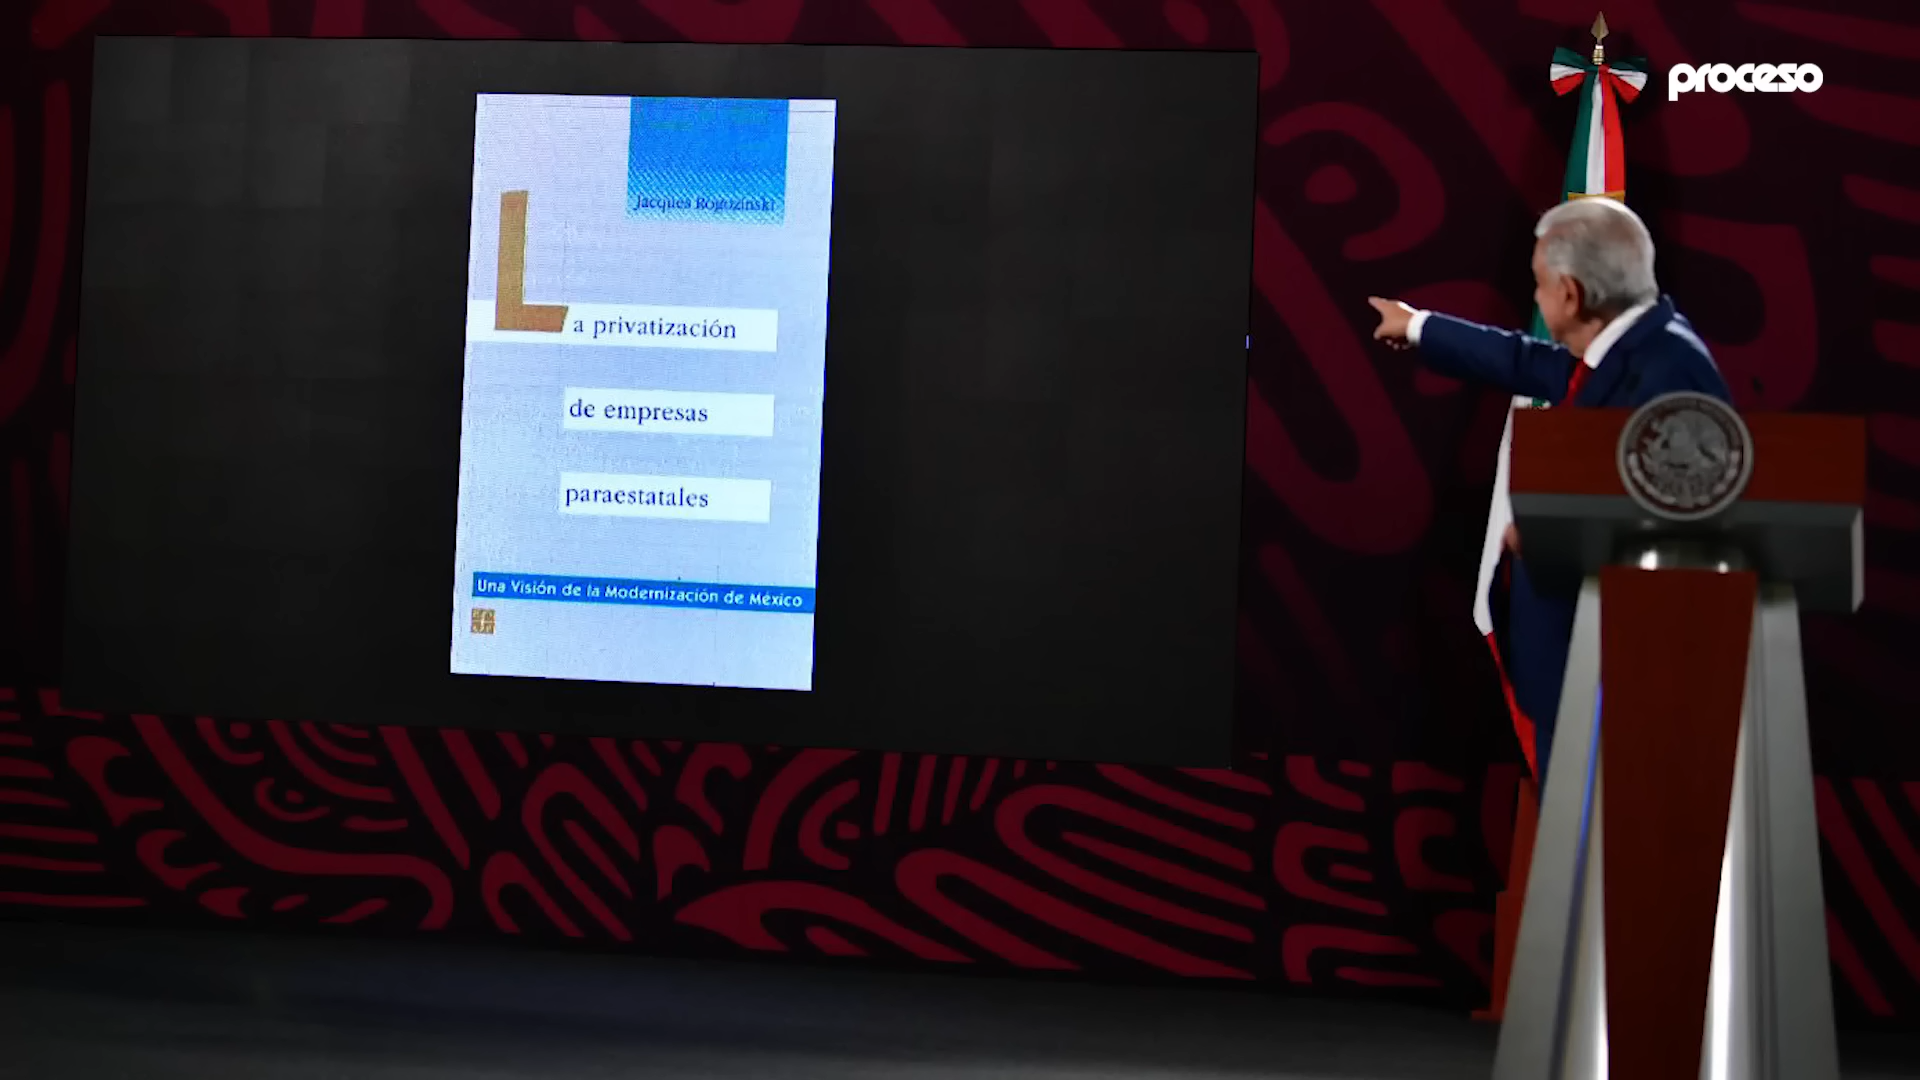 proceso
Jacques Rogozinski
La privatización
de empresas
paraestatales
Una Visión de la Modernización de México